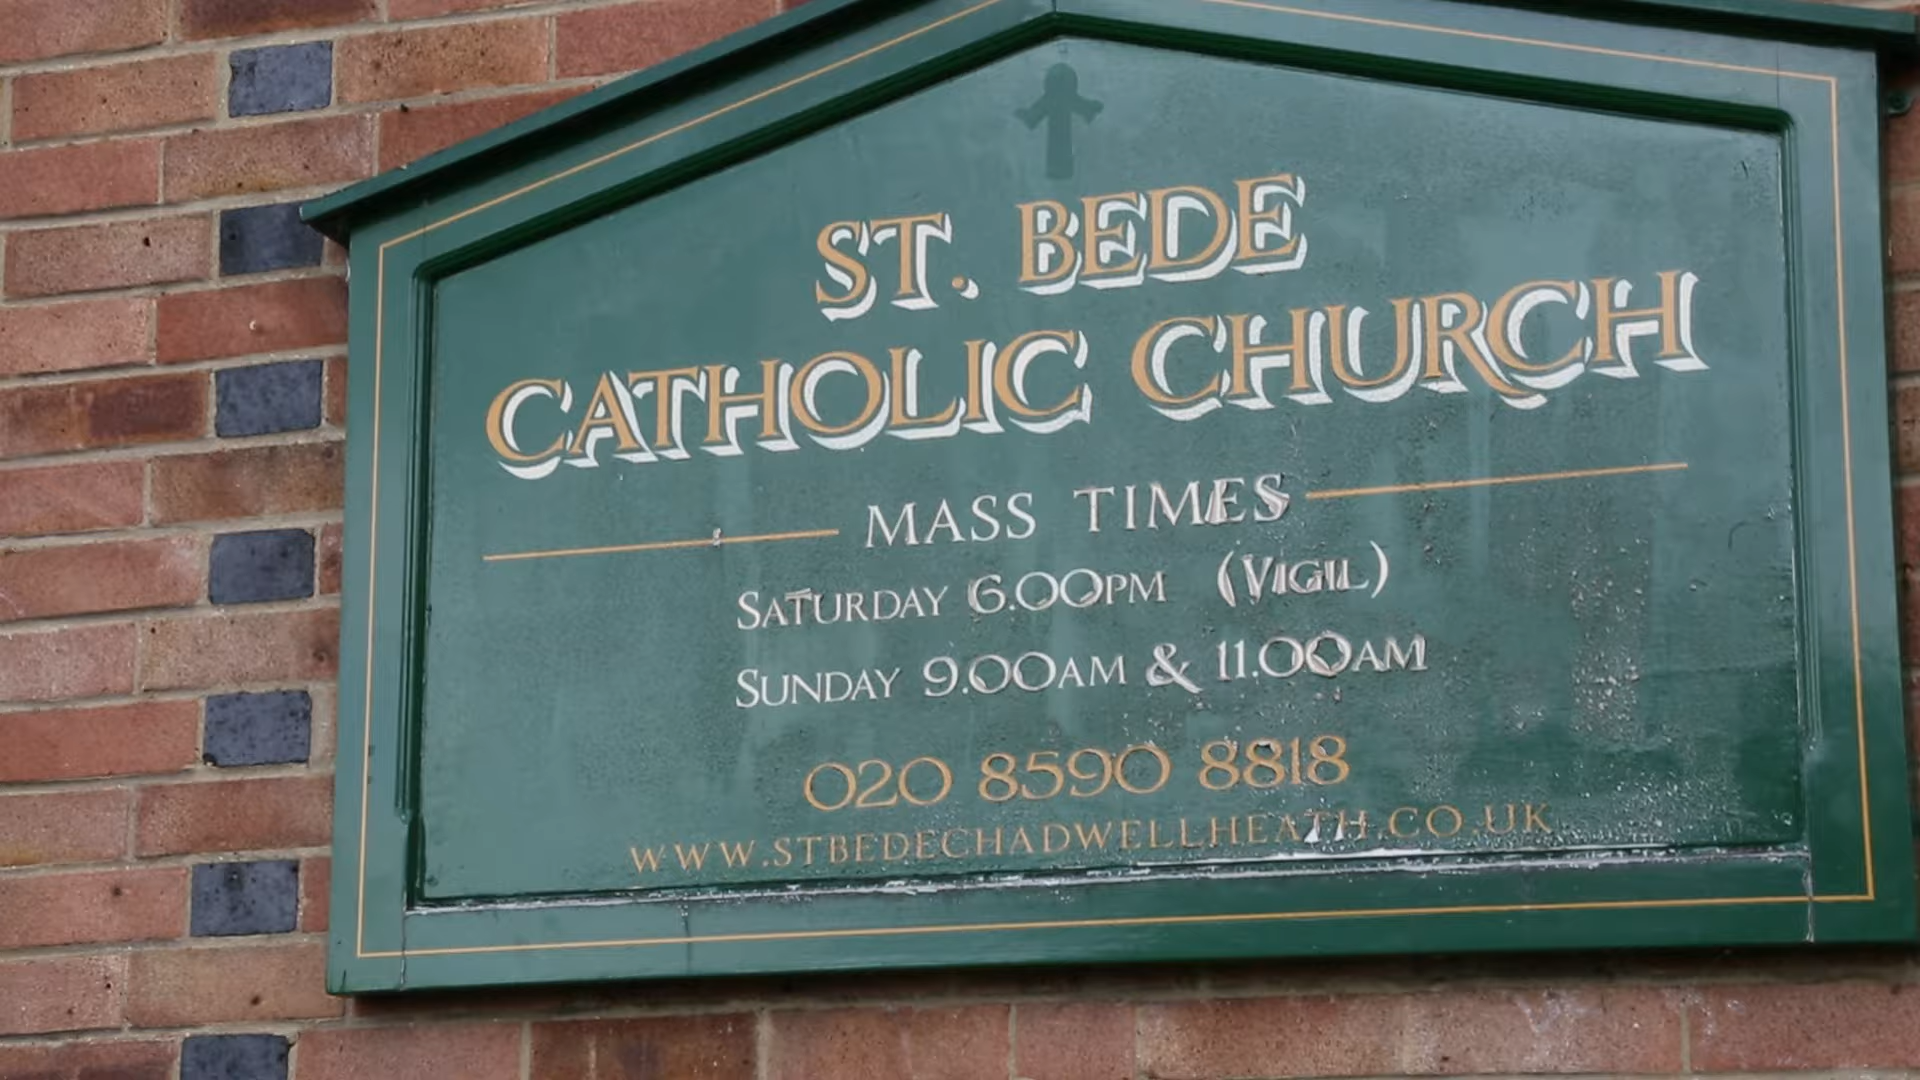 ST. BEDE
CATHOLIC CHURCH
MASS TIMES
SATURDAY 6.00PM (VIGIL)
SUNDAY 9.00AM & 11.00AM
020 8590 8818
WWW.STBEDECHADWELLHEATH.CO.UK